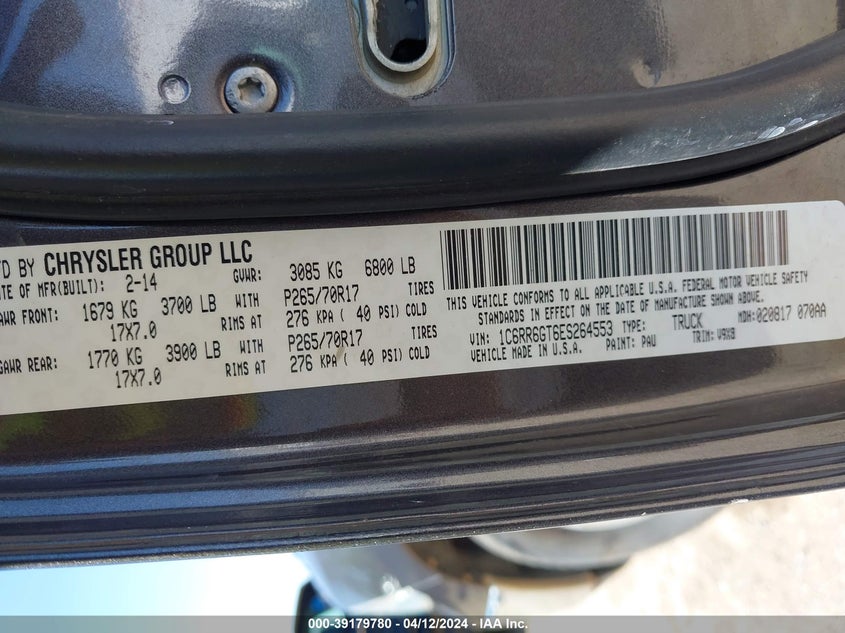 D BY CHRYSLER GROUP LLC
TE OF MFR(BUILT): 2-14 GVWR: 3085 KG 6800 LB
AWR FRONT: 1679 KG 3700 LB WITH P265/70R17 TIRES
17X7.0 RIMS AT 276 KPA ( 40 PSI) COLD
GAWR REAR: 1770 KG 3900 LB WITH P265/70R17 TIRES
17X7.0 RIMS AT 276 KPA ( 40 PSI) COLD
THIS VEHICLE CONFORMS TO ALL APPLICABLE U.S.A. FEDERAL MOTOR VEHICLE SAFETY
STANDARDS IN EFFECT ON THE DATE OF MANUFACTURE SHOWN ABOVE.
VIN: 1C6RR6GT6ES264553 TYPE: TRUCK MDH: 020817 070AA
VEHICLE MADE IN U.S.A. PAINT: PAU TRIM: V9X8
000-39179780 - 04/12/2024 - IAA Inc.